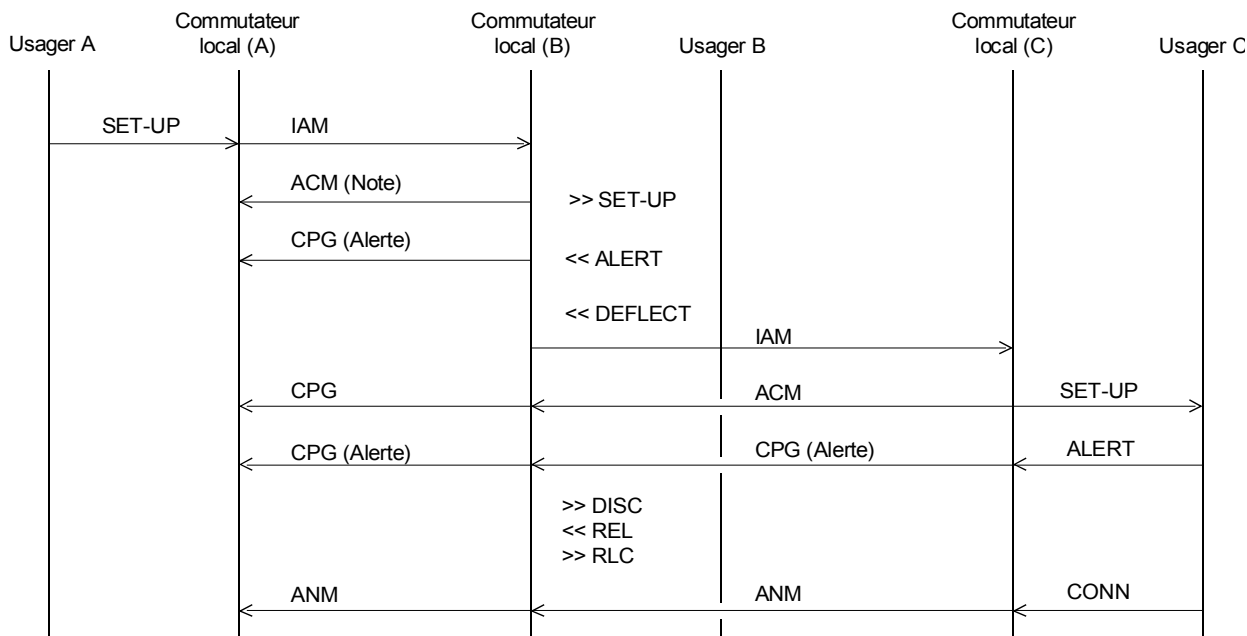 Usager A
Commutateur
local (A)
Commutateur
local (B)
Usager B
Commutateur
local (C)
Usager C
SET-UP
IAM
ACM (Note)
>> SET-UP
CPG (Alerte)
<< ALERT
<< DEFLECT
IAM
CPG
ACM
SET-UP
CPG (Alerte)
CPG (Alerte)
ALERT
>> DISC
<< REL
>> RLC
ANM
ANM
CONN